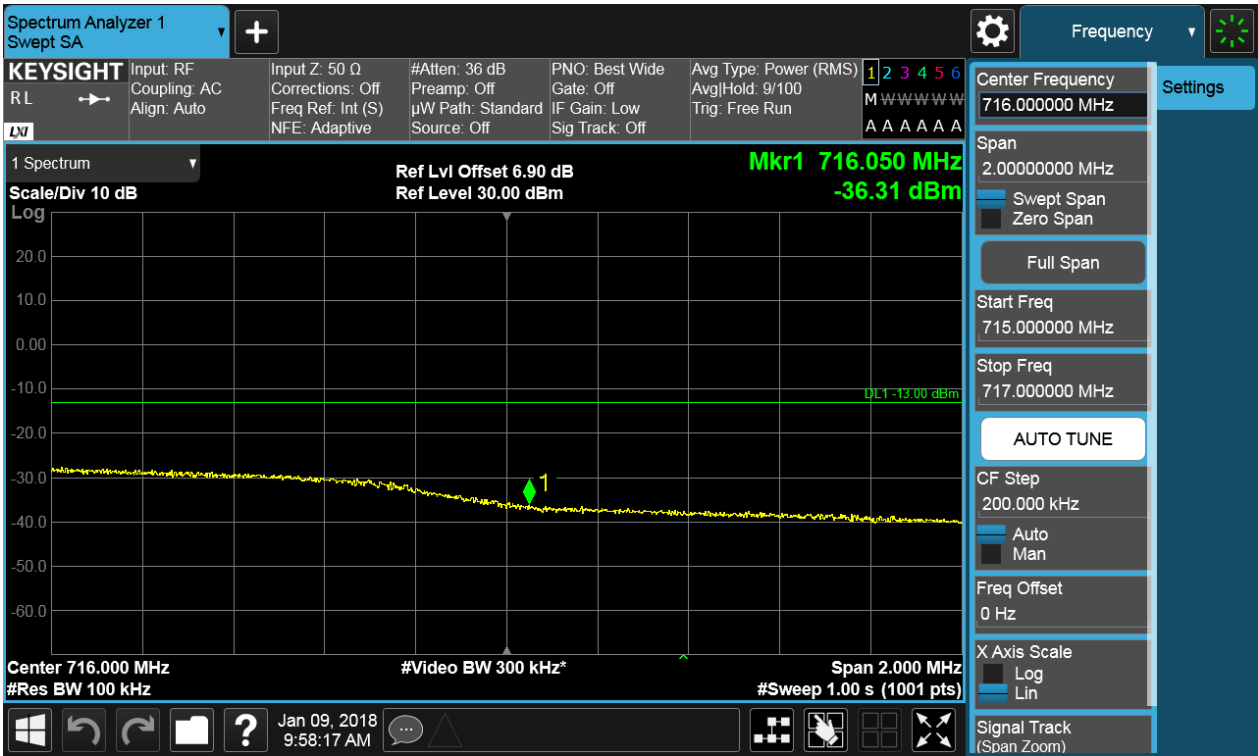 Spectrum Analyzer 1
Swept SA
+
Frequency
KEYSIGHT
RL
LXI
Input: RF
Coupling: AC
Align: Auto
Input Z: 50 Ω
Corrections: Off
Freq Ref: Int (S)
NFE: Adaptive
#Atten: 36 dB
Preamp: Off
µW Path: Standard
Source: Off
PNO: Best Wide
Gate: Off
IF Gain: Low
Sig Track: Off
Avg Type: Power (RMS)
Avg|Hold: 9/100
Trig: Free Run
1 2 3 4 5 6
M W W W W W
A A A A A A
1 Spectrum
Scale/Div 10 dB
Ref Lvl Offset 6.90 dB
Ref Level 30.00 dBm
Mkr1 716.050 MHz
-36.31 dBm
Log
20.0
10.0
0.00
-10.0
-20.0
-30.0
-40.0
-50.0
-60.0
DL1 -13.00 dBm
1
Center 716.000 MHz
#Res BW 100 kHz
#Video BW 300 kHz*
Span 2.000 MHz
#Sweep 1.00 s (1001 pts)
Center Frequency
716.000000 MHz
Span
2.00000000 MHz
Swept Span
Zero Span
Full Span
Start Freq
715.000000 MHz
Stop Freq
717.000000 MHz
AUTO TUNE
CF Step
200.000 kHz
Auto
Man
Freq Offset
0 Hz
X Axis Scale
Log
Lin
Signal Track
(Span Zoom)
Settings
?
Jan 09, 2018
9:58:17 AM